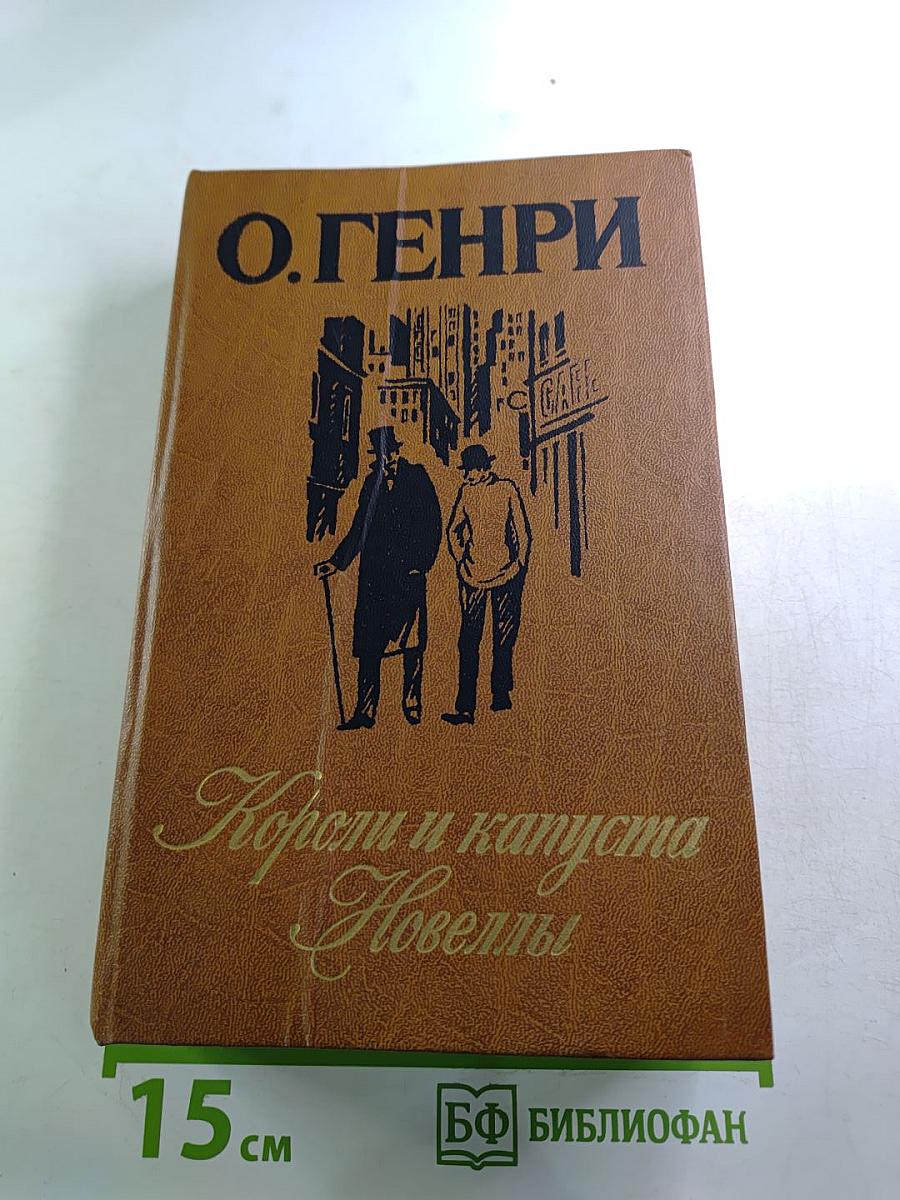 О. ГЕНРИ
CAFE
Короли и капуста
Новеллы
15 см
БФ БИБЛИОФАН